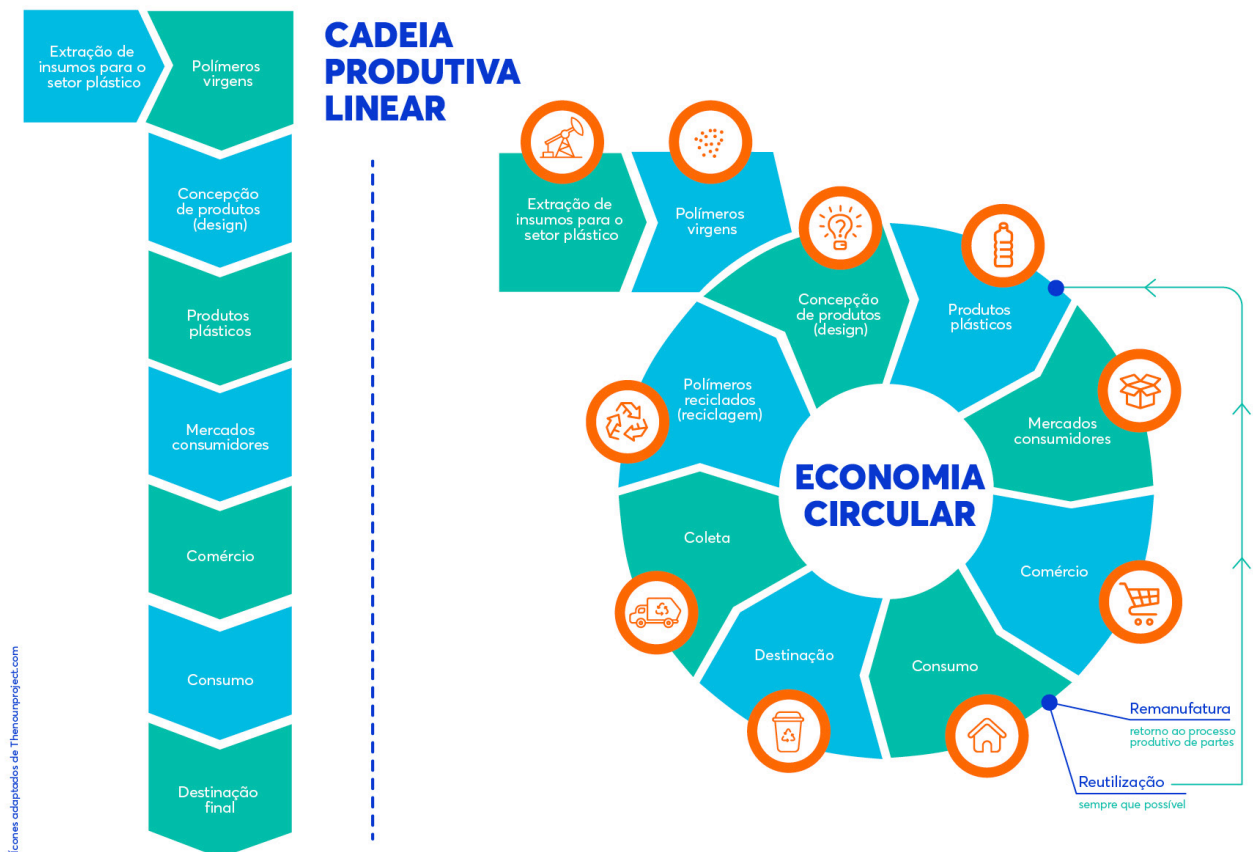 Extração de
insumos para o
setor plástico
Polímeros
virgens
Concepção
de produtos
(design)
Produtos
plásticos
Mercados
consumidores
Comércio
Consumo
Destinação
final
CADEIA
PRODUTIVA
LINEAR
Extração de
insumos para o
setor plástico
Polímeros
virgens
Concepção
de produtos
(design)
Produtos
plásticos
Mercados
consumidores
Comércio
Consumo
Destinação
Coleta
Polímeros
reciclados
(reciclagem)
ECONOMIA
CIRCULAR
Remanufatura
retorno ao processo
produtivo de partes
Reutilização
sempre que possível
Ícones adaptados de Thenounproject.com